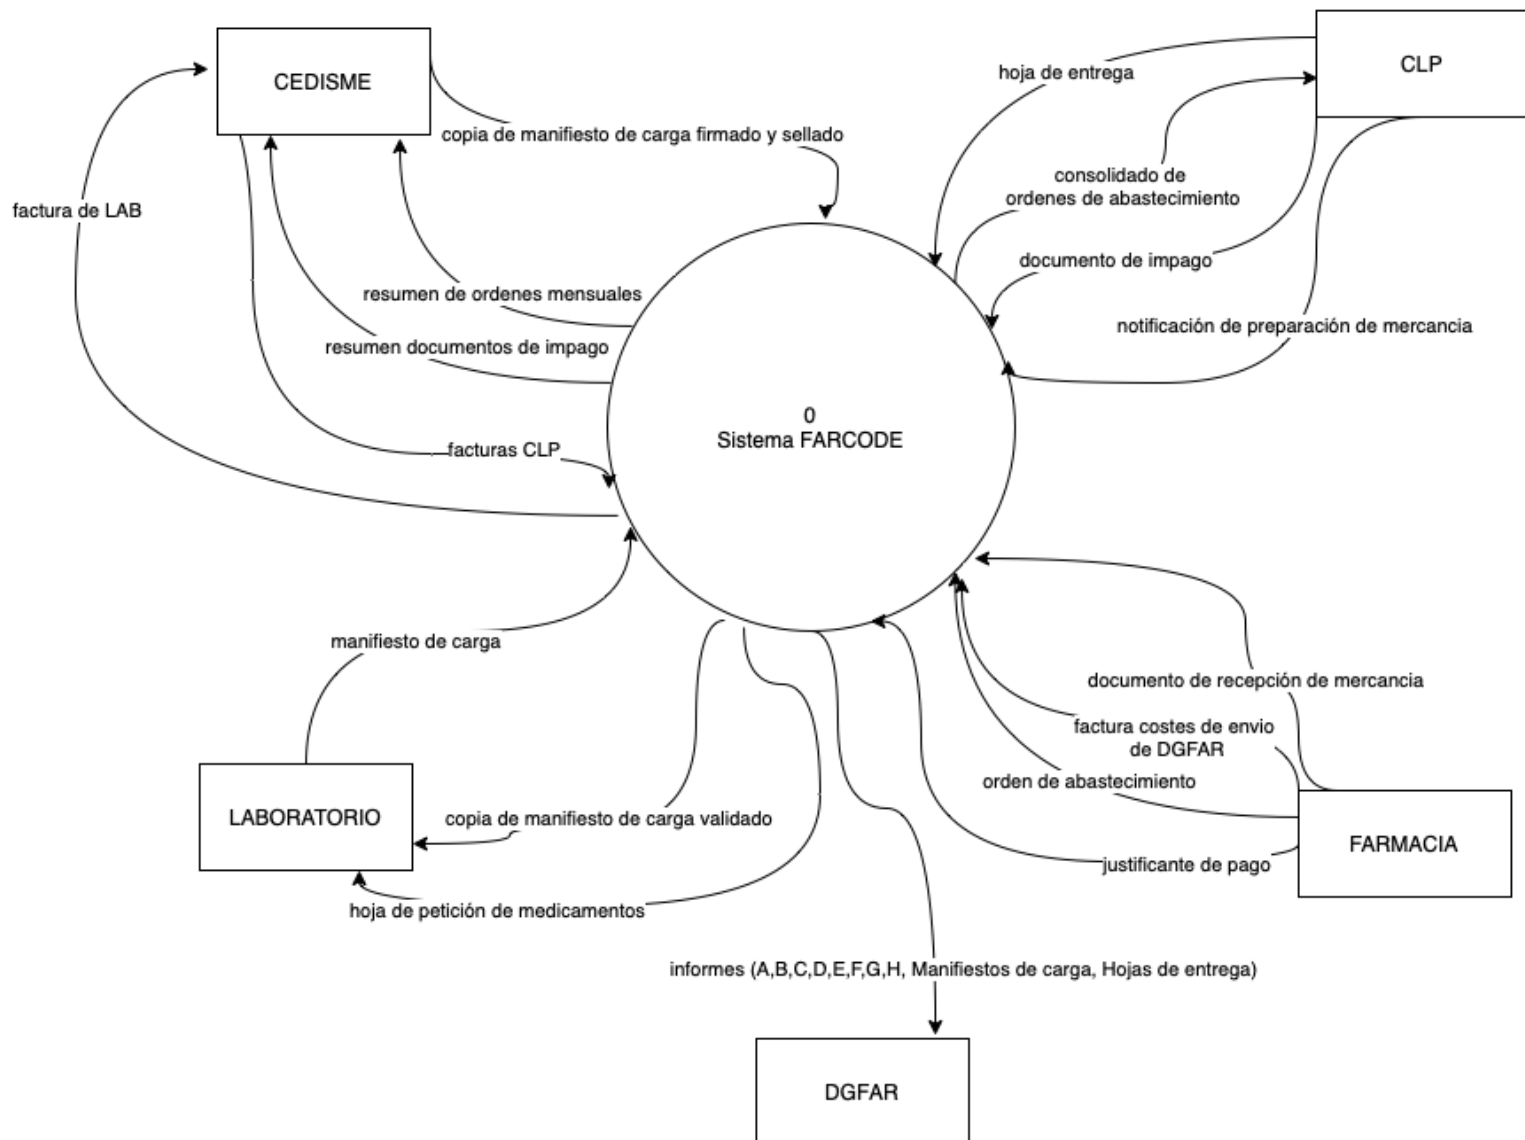 CEDISME
CLP
hoja de entrega
copia de manifiesto de carga firmado y sellado
consolidado de
ordenes de abastecimiento
factura de LAB
documento de impago
resumen de ordenes mensuales
notificación de preparación de mercancia
resumen documentos de impago
0
Sistema FARCODE
facturas CLP
manifiesto de carga
documento de recepción de mercancia
factura costes de envio
de DGFAR
orden de abastecimiento
LABORATORIO
copia de manifiesto de carga validado
FARMACIA
justificante de pago
hoja de petición de medicamentos
informes (A,B,C,D,E,F,G,H, Manifiestos de carga, Hojas de entrega)
DGFAR